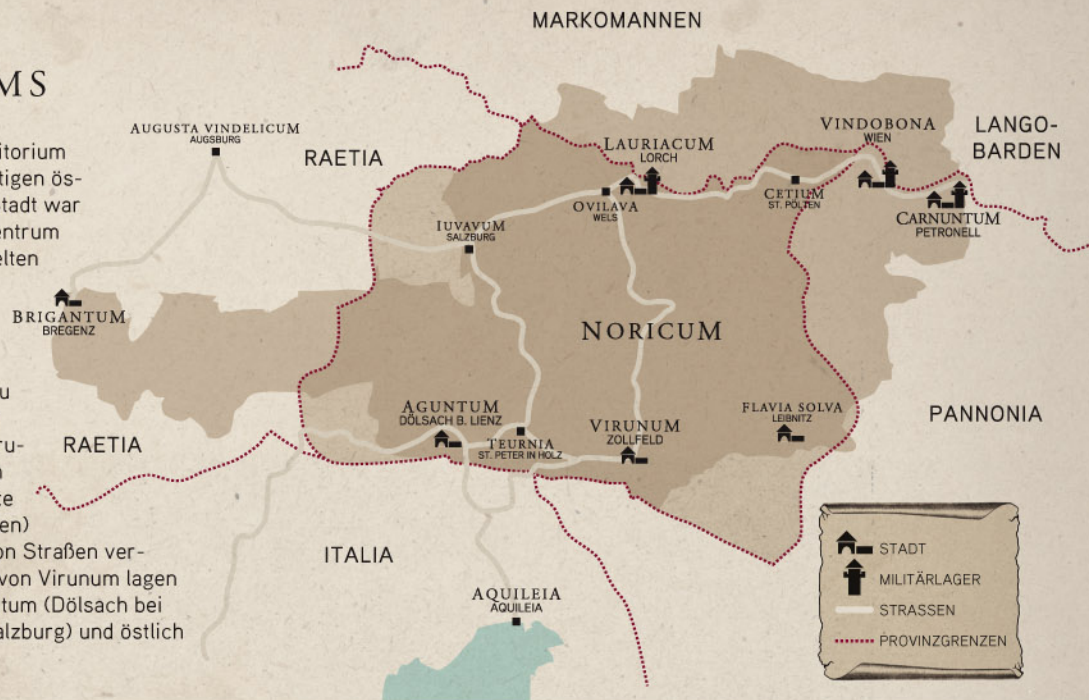 MARKOMANNEN
MS
AUGUSTA VINDELICUM
AUGSBURG
RAETIA
LAURIACUM
LORCH
VINDOBONA
WIEN
LANGO-
BARDEN
itorium
tigen ös-
Stadt war
entrum
elten
OVILAVA
WELS
CETIUM
ST. PÖLTEN
CARNUNTUM
PETRONELL
IUVAVUM
SALZBURG
BRIGANTUM
BREGENZ
NORICUM
u
AGUNTUM
DÖLSACH B. LIENZ
TEURNIA
ST. PETER IN HOLZ
VIRUNUM
ZOLLFELD
FLAVIA SOLVA
LEIBNITZ
PANNONIA
RAETIA
ru-
n
te
en)
on Straßen ver-
von Virunum lagen
tum (Dölsach bei
alzburg) und östlich
ITALIA
AQUILEIA
AQUILEIA
STADT
MILITÄRLAGER
STRASSEN
PROVINZGRENZEN